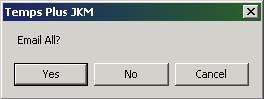 Temps Plus JKM
Email All?
Yes No Cancel